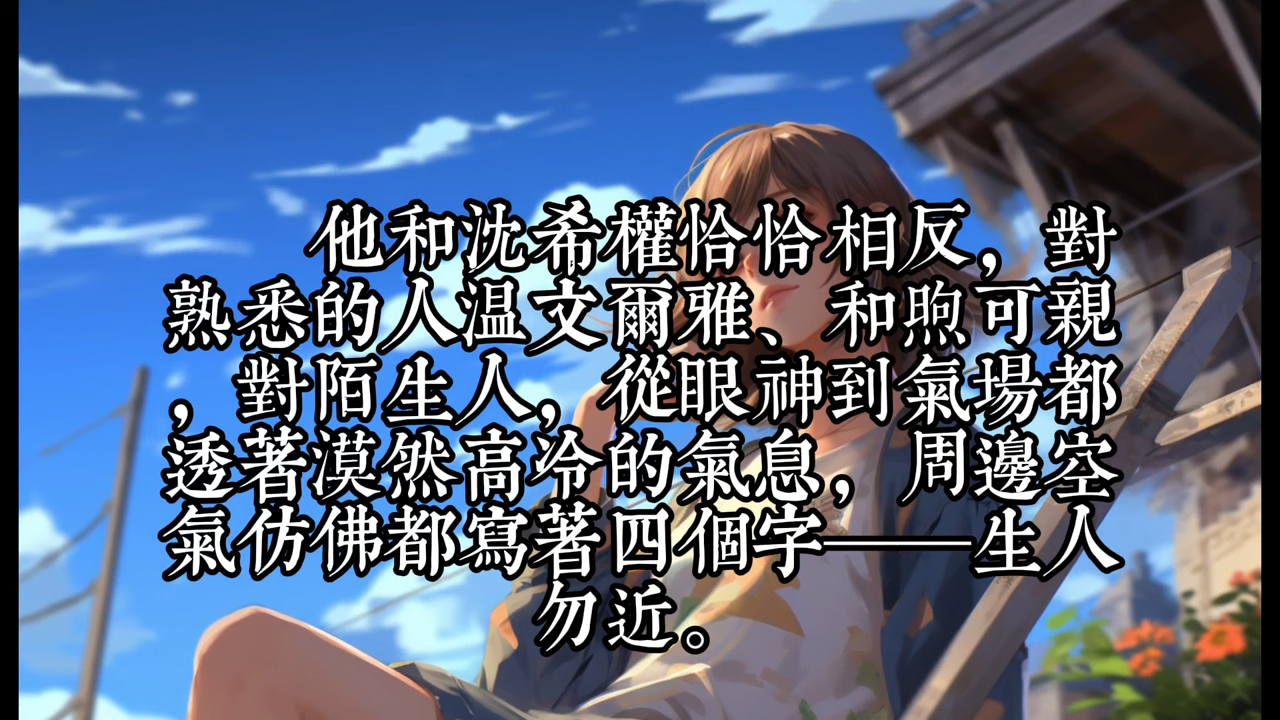 他和沈希權恰恰相反，對
熟悉的人温文爾雅、和煦可親
，對陌生人，從眼神到氣場都
透著漠然高冷的氣息，周邊空
氣仿佛都寫著四個字——生人
勿近。